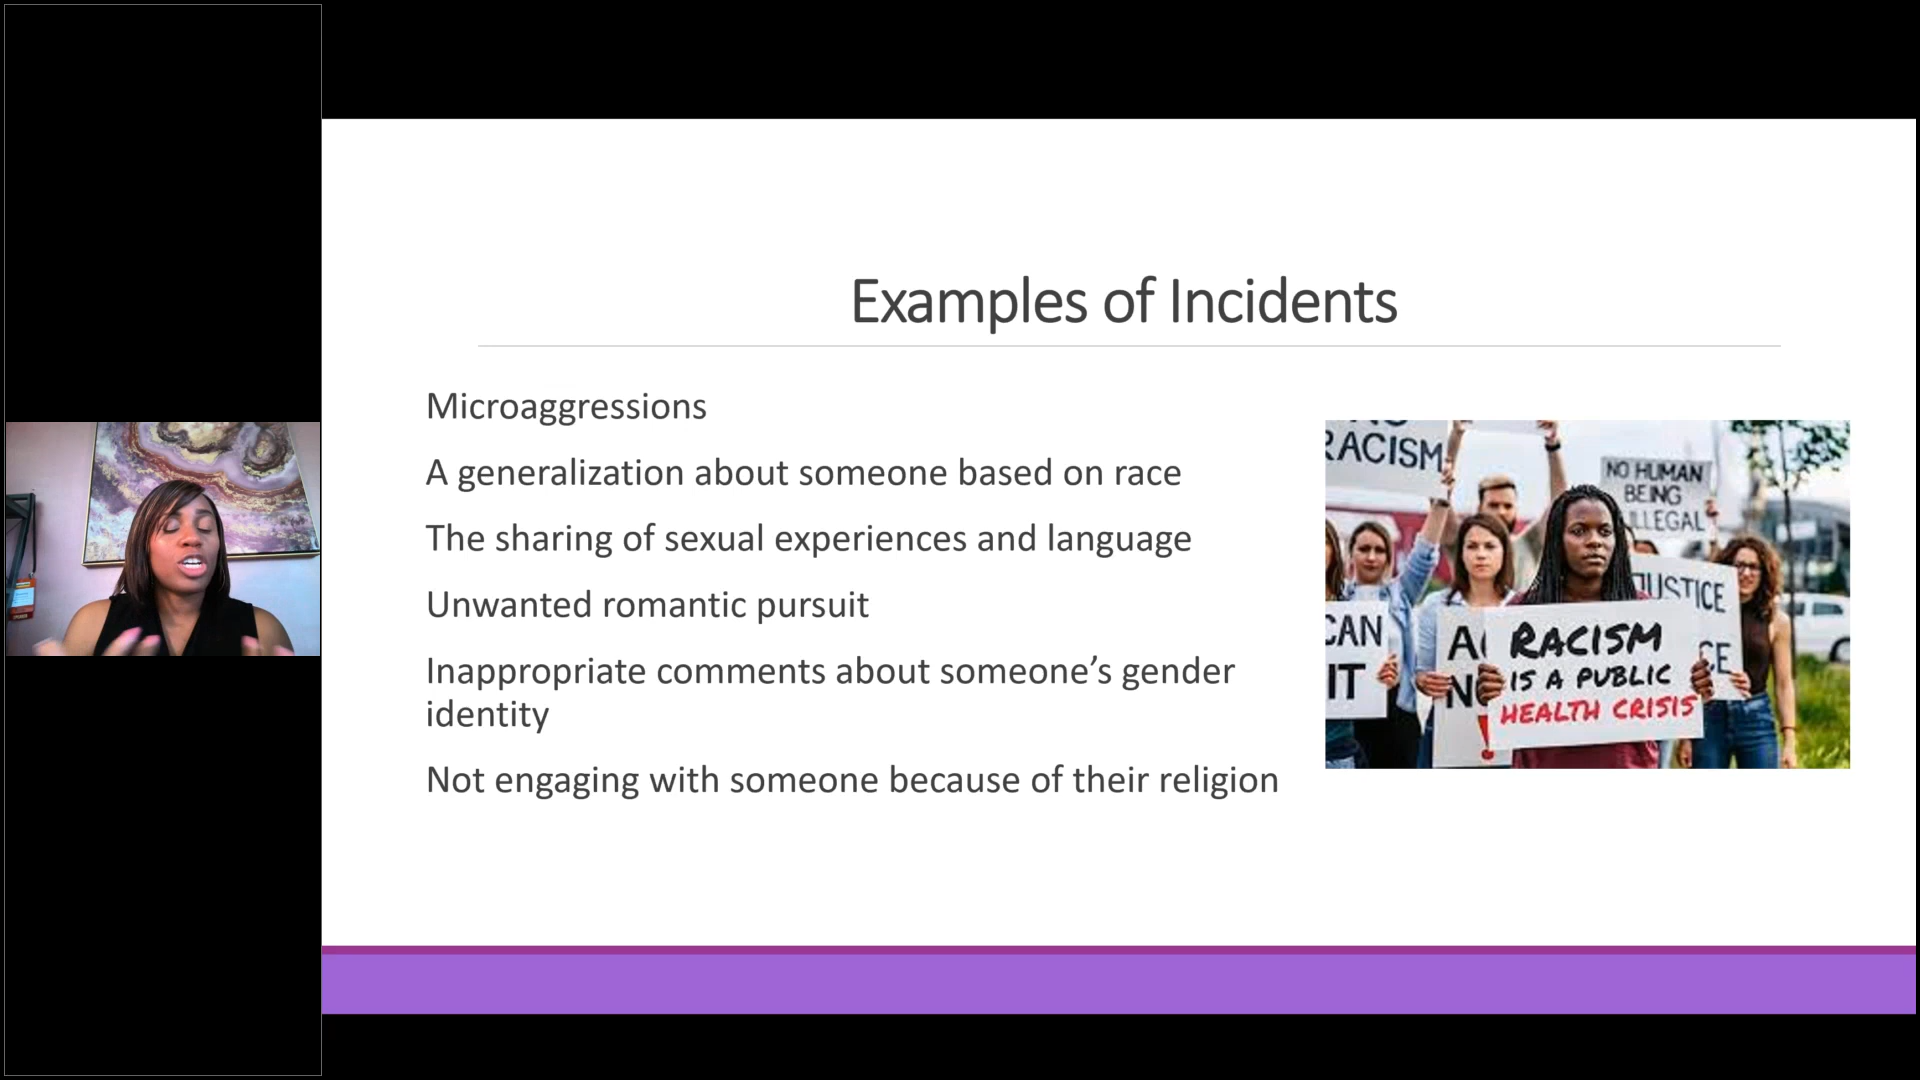 Examples of Incidents
Microaggressions
A generalization about someone based on race
The sharing of sexual experiences and language
Unwanted romantic pursuit
Inappropriate comments about someone’s gender
identity
Not engaging with someone because of their religion
RACISM
NO HUMAN
BEING
ILLEGAL
JUSTICE
CAN
IT
RACISM
IS A PUBLIC
HEALTH CRISIS